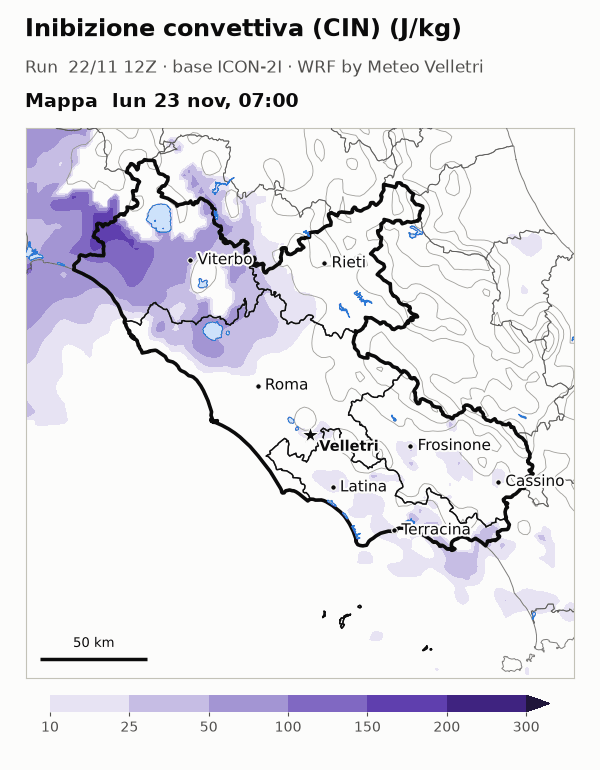 Inibizione convettiva (CIN) (J/kg)
Run  22/11 12Z · base ICON-2I · WRF by Meteo Velletri
Mappa  lun 23 nov, 07:00
Viterbo
Rieti
Roma
Velletri
Frosinone
Cassino
Latina
Terracina
50 km
10 25 50 100 150 200 300